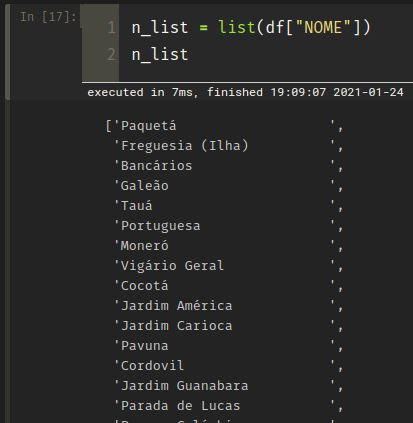 In [17]:
1 n_list = list(df["NOME"])
2 n_list
executed in 7ms, finished 19:09:07 2021-01-24
['Paquetá                   ',
'Freguesia (Ilha)          ',
'Bancários                 ',
'Galeão                    ',
'Tauá                      ',
'Portuguesa                ',
'Moneró                    ',
'Vigário Geral             ',
'Cocotá                    ',
'Jardim América            ',
'Jardim Carioca            ',
'Pavuna                    ',
'Cordovil                  ',
'Jardim Guanabara          ',
'Parada de Lucas           ',